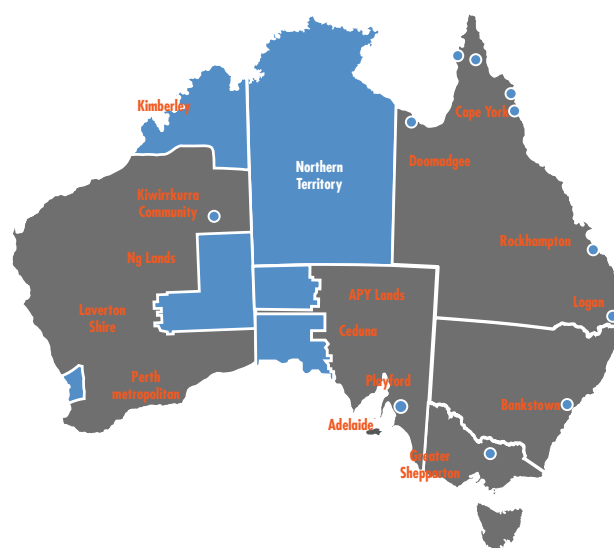 Kimberley
Cape York
Doomadgee
Northern
Territory
Kiwirrkurra
Community
Rockhampton
Ng Lands
APY Lands
Logan
Laverton
Shire
Ceduna
Perth
metropolitan
Playford
Bankstown
Adelaide
Greater
Shepparton